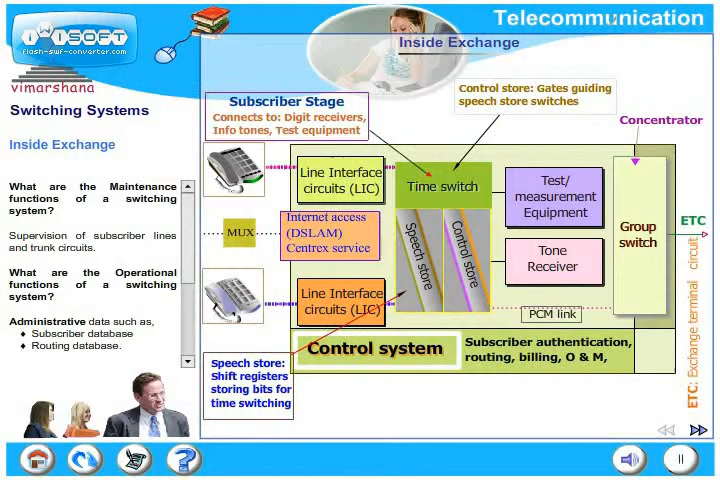 Telecommunication
iWiSOFT
flash-swf-converter.com
Inside Exchange
vimarshana
Switching Systems
Inside Exchange
What are the Maintenance
functions of a switching
system?
Supervision of subscriber lines
and trunk circuits.
What are the Operational
functions of a switching
system?
Administrative data such as,
♦ Subscriber database
♦ Routing database.
Subscriber Stage
Connects to: Digit receivers,
Info tones, Test equipment
Control store: Gates guiding
speech store switches
Concentrator
Line Interface
circuits (LIC)
Time switch
Test/
measurement
Equipment
MUX
Internet access
(DSLAM)
Centrex service
Speech store
Control store
Tone
Receiver
Group
switch
ETC
Line Interface
circuits (LIC)
PCM link
ETC: Exchange terminal circuit
Control system
Subscriber authentication,
routing, billing, O & M,
Speech store:
Shift registers
storing bits for
time switching